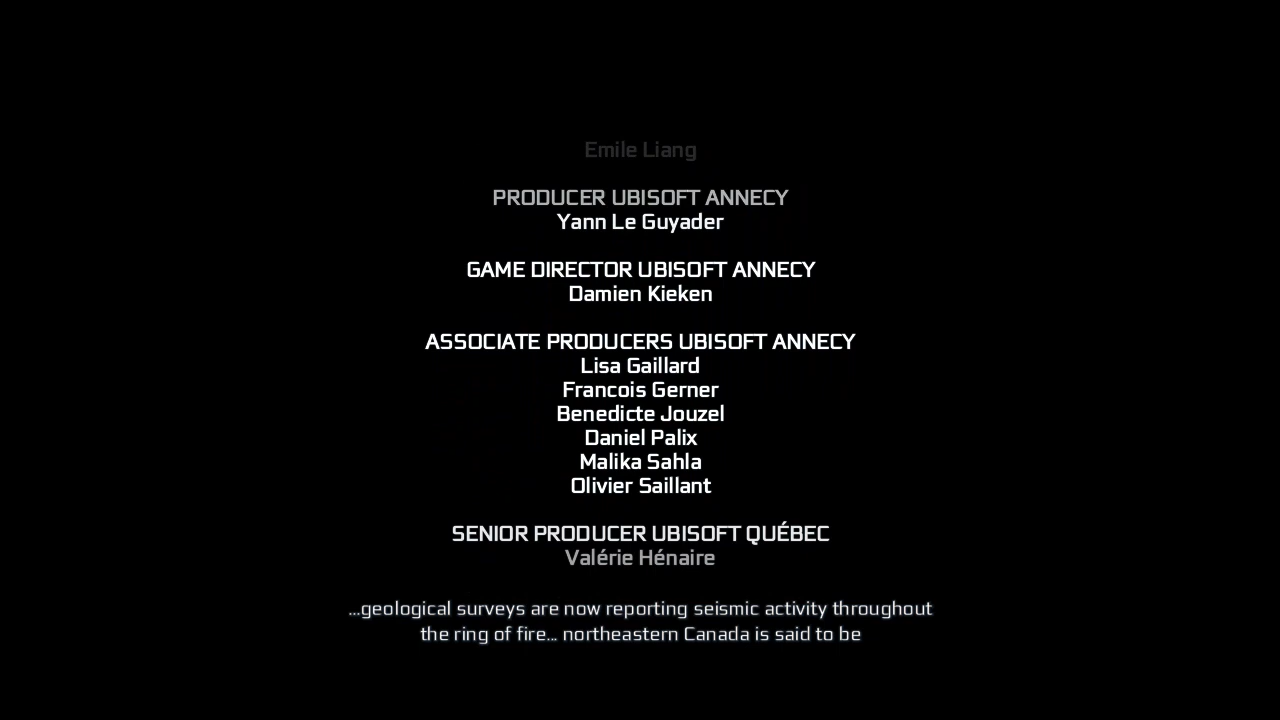 Emile Liang
PRODUCER UBISOFT ANNECY
Yann Le Guyader
GAME DIRECTOR UBISOFT ANNECY
Damien Kieken
ASSOCIATE PRODUCERS UBISOFT ANNECY
Lisa Gaillard
Francois Gerner
Benedicte Jouzel
Daniel Palix
Malika Sahla
Olivier Saillant
SENIOR PRODUCER UBISOFT QUÉBEC
Valérie Hénaire
...geological surveys are now reporting seismic activity throughout
the ring of fire... northeastern Canada is said to be